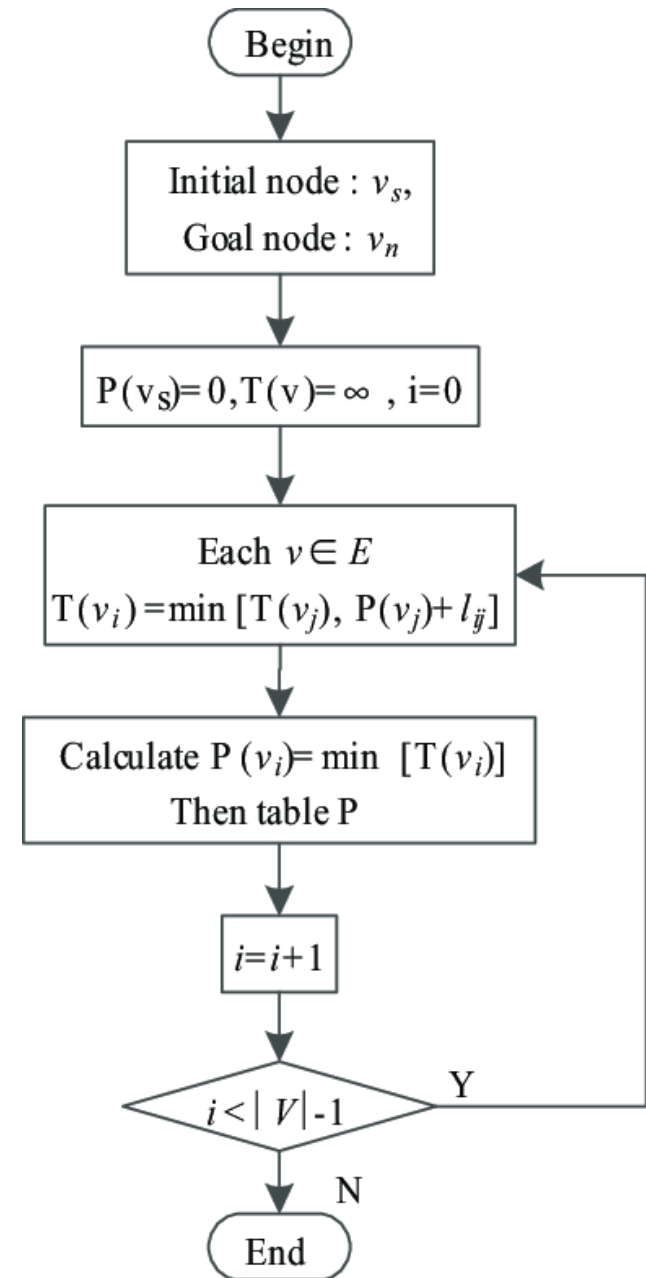 Begin
Initial node : vₛ,
Goal node : vₙ
P(vₛ)=0,T(v)=∞ , i=0
Each v∈E
T(vᵢ)=min [T(vⱼ), P(vⱼ)+lᵢⱼ]
Calculate P (vᵢ)= min [T(vᵢ)]
Then table P
i=i+1
i<| V|-1
Y
N
End